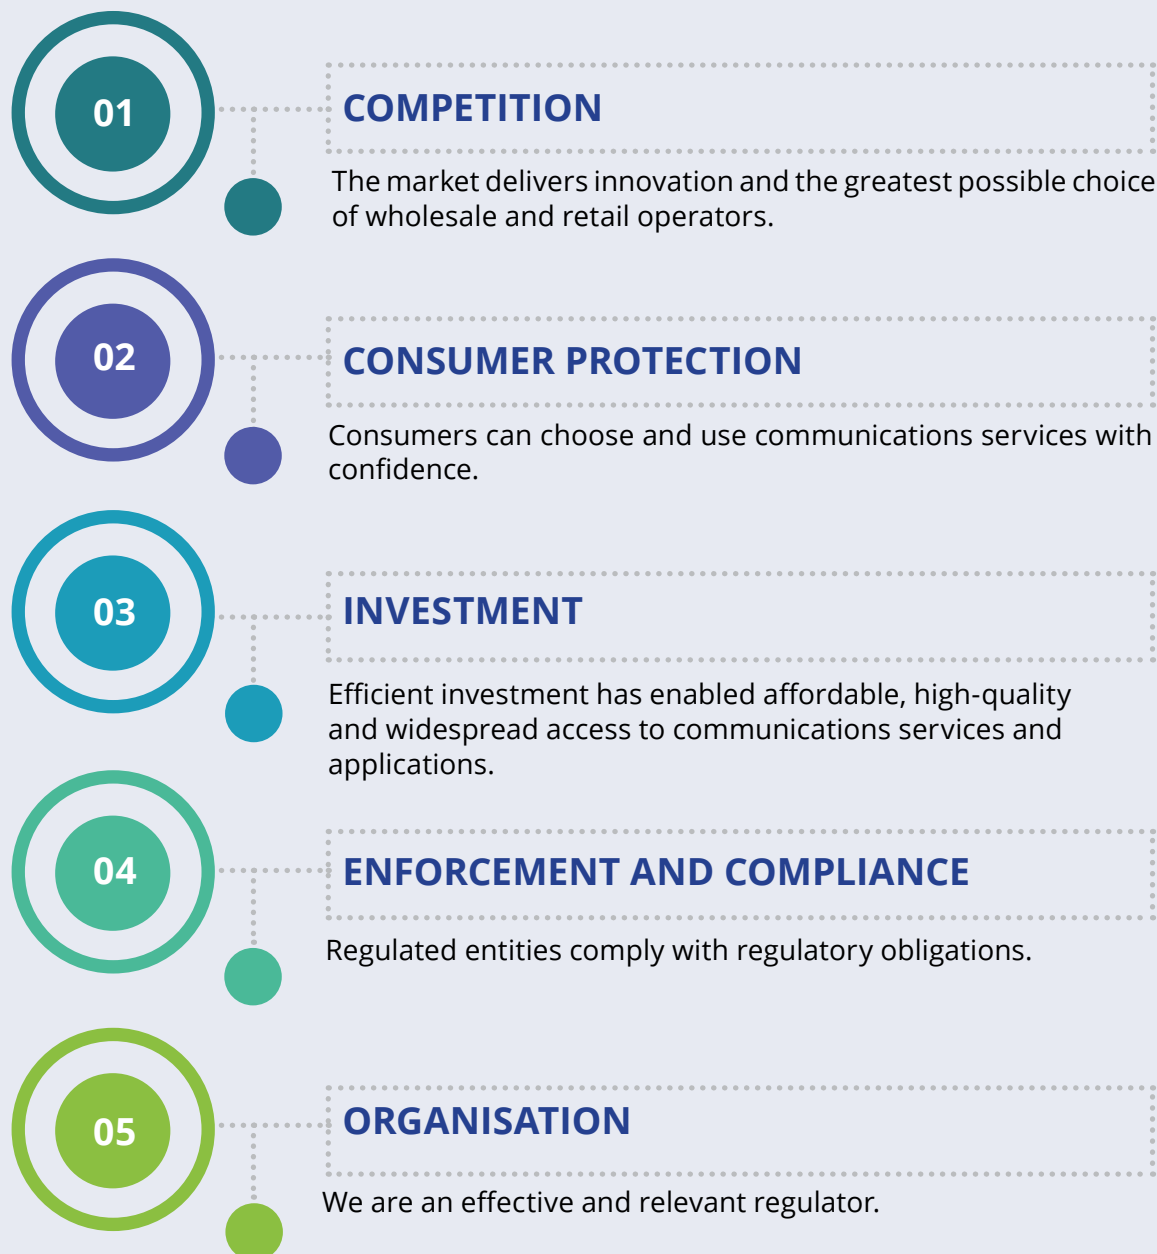 01
COMPETITION
The market delivers innovation and the greatest possible choice
of wholesale and retail operators.
02
CONSUMER PROTECTION
Consumers can choose and use communications services with
confidence.
03
INVESTMENT
Efficient investment has enabled affordable, high-quality
and widespread access to communications services and
applications.
04
ENFORCEMENT AND COMPLIANCE
Regulated entities comply with regulatory obligations.
05
ORGANISATION
We are an effective and relevant regulator.